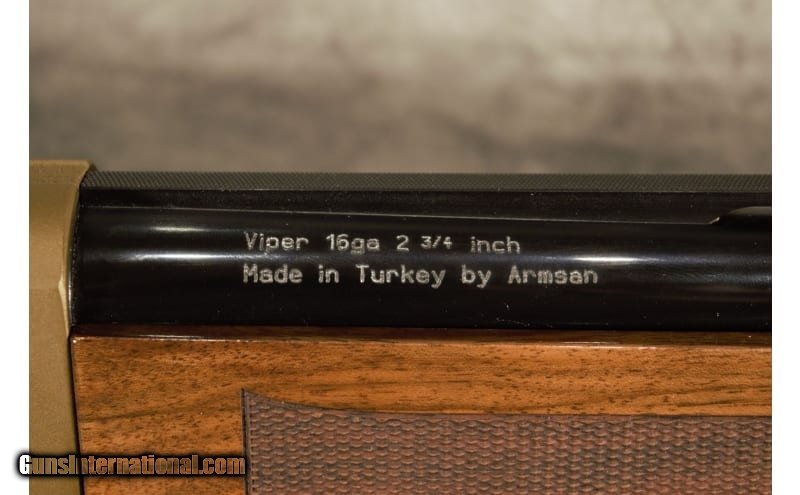 Viper 16ga 2 3/4 inch
Made in Turkey by Armsan
GunsInternational.com